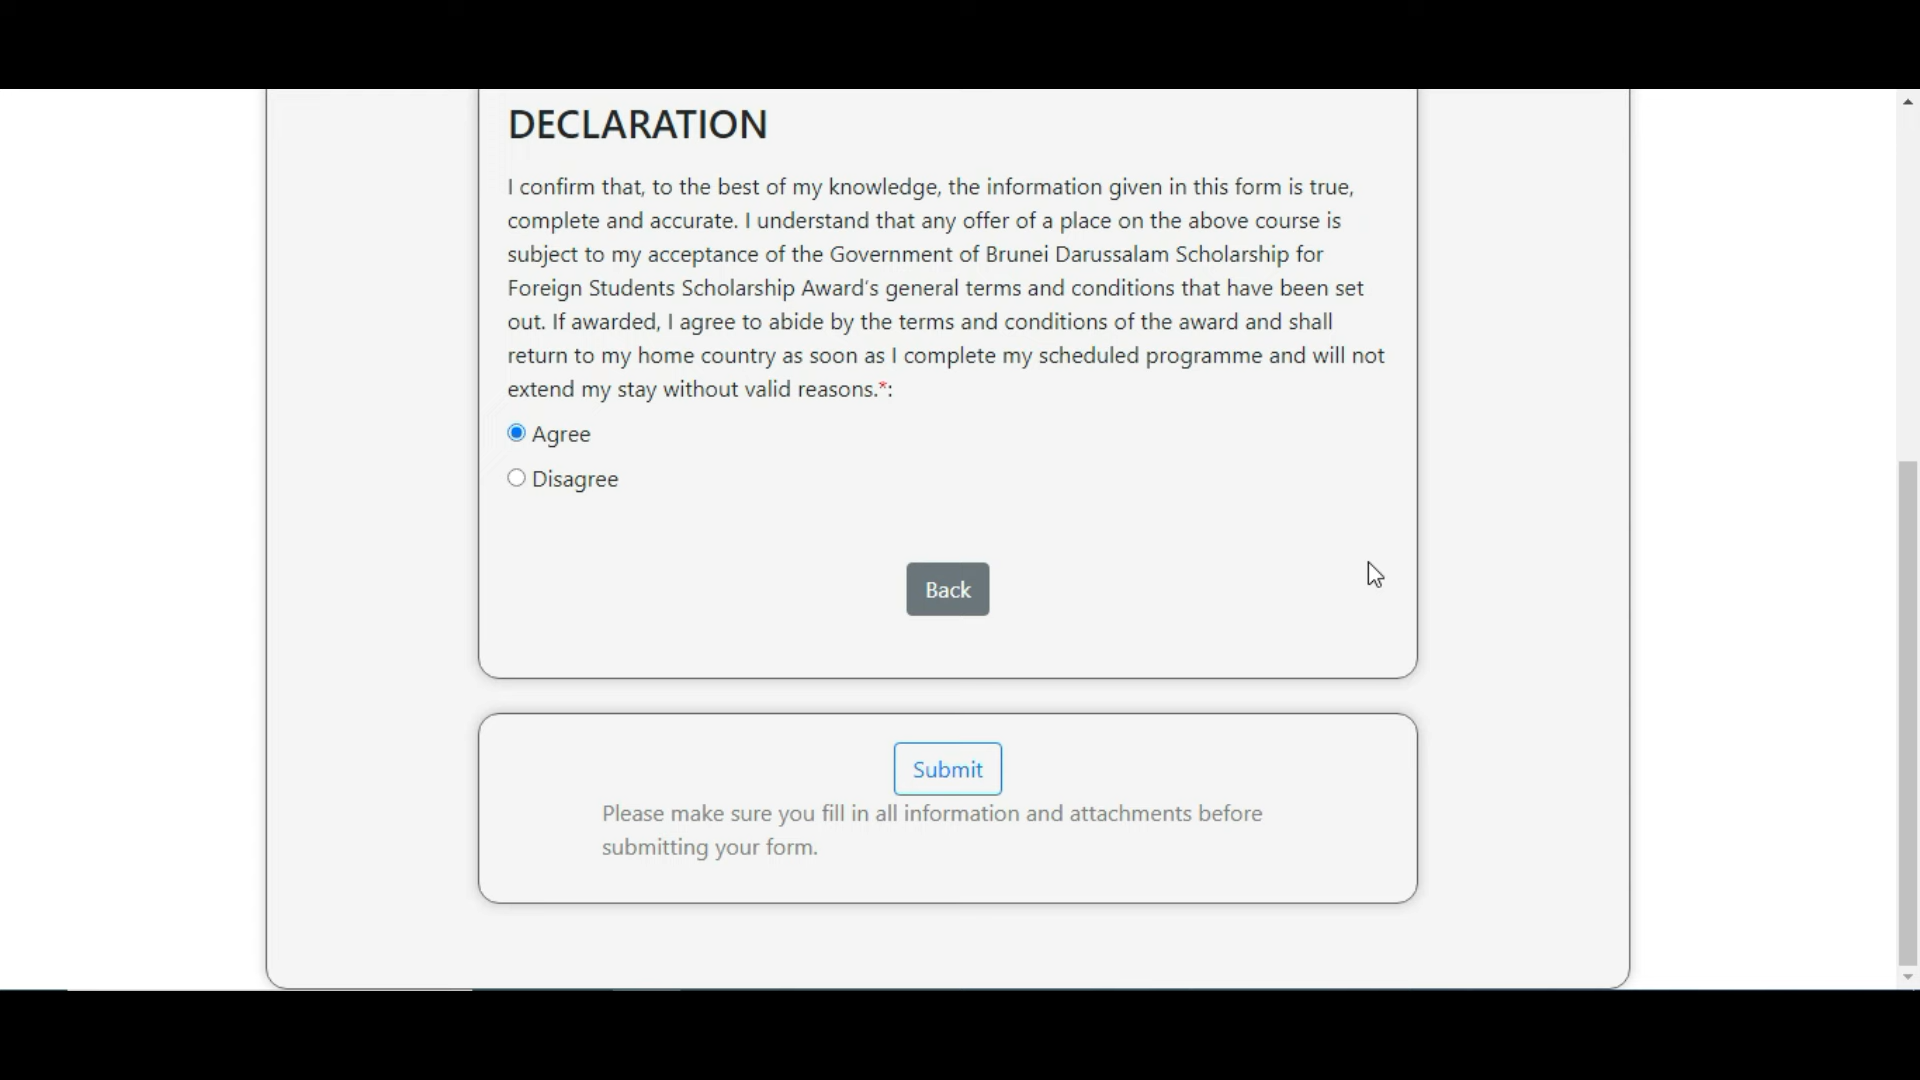 DECLARATION
I confirm that, to the best of my knowledge, the information given in this form is true,
complete and accurate. I understand that any offer of a place on the above course is
subject to my acceptance of the Government of Brunei Darussalam Scholarship for
Foreign Students Scholarship Award's general terms and conditions that have been set
out. If awarded, I agree to abide by the terms and conditions of the award and shall
return to my home country as soon as I complete my scheduled programme and will not
extend my stay without valid reasons.*:
Agree
Disagree
Back
Submit
Please make sure you fill in all information and attachments before
submitting your form.